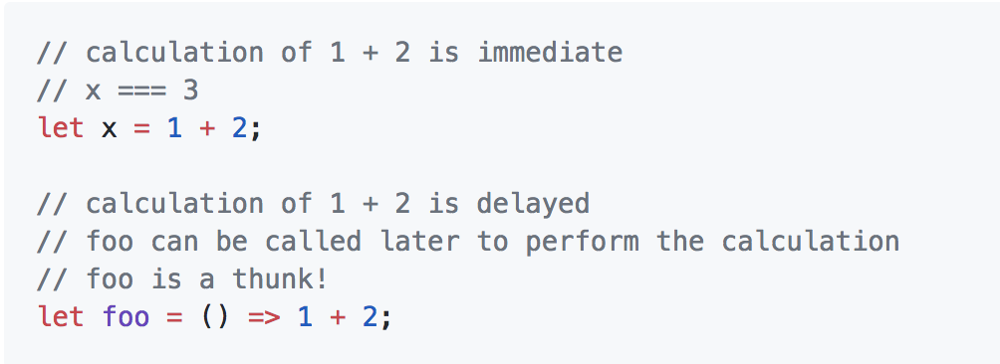 // calculation of 1 + 2 is immediate
// x === 3
let x = 1 + 2;
// calculation of 1 + 2 is delayed
// foo can be called later to perform the calculation
// foo is a thunk!
let foo = () => 1 + 2;